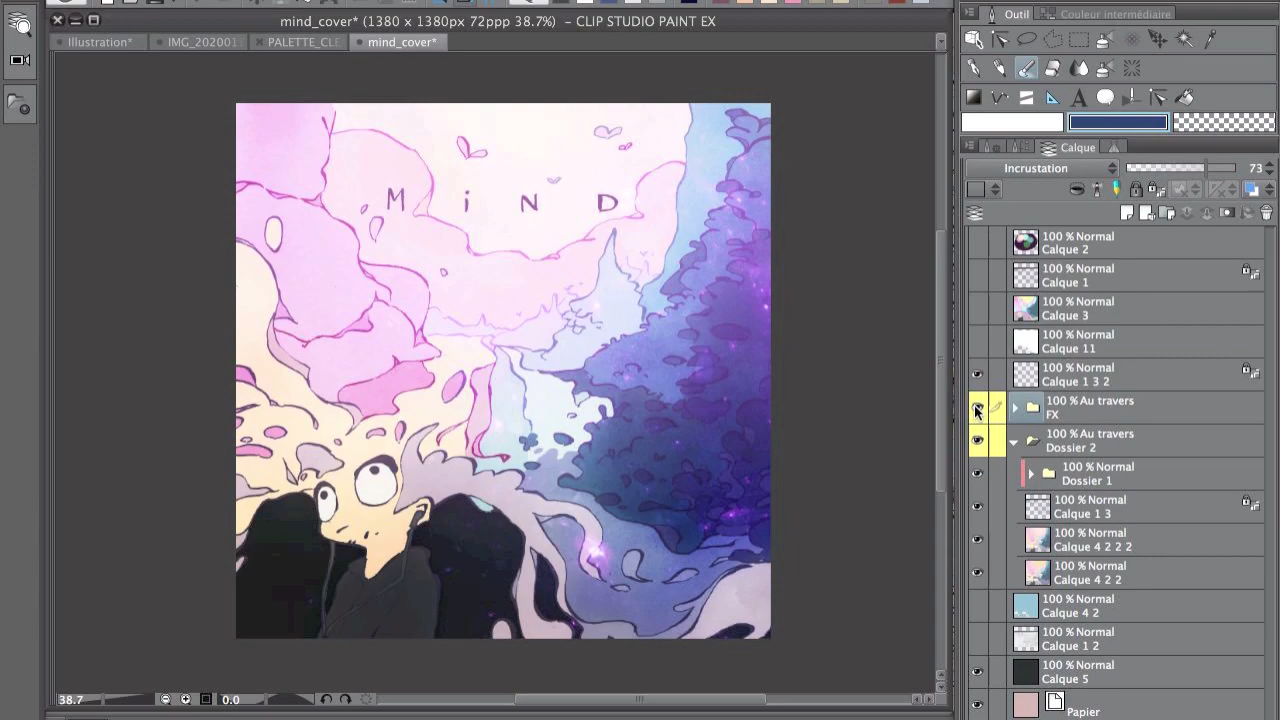 mind_cover* (1380 x 1380px 72ppp 38.7%) – CLIP STUDIO PAINT EX
Illustration*
IMG_202001
PALETTE_CLE
mind_cover*
Outil
Couleur intermédiaire
Calque
Incrustation
73
100 % Normal
Calque 2
100 % Normal
Calque 1
100 % Normal
Calque 3
100 % Normal
Calque 11
100 % Normal
Calque 1 3 2
100 % Au travers
FX
100 % Au travers
Dossier 2
100 % Normal
Dossier 1
100 % Normal
Calque 1 3
100 % Normal
Calque 4 2 2 2
100 % Normal
Calque 4 2 2
100 % Normal
Calque 4 2
100 % Normal
Calque 1 2
100 % Normal
Calque 5
Papier
MiND
38.7
0.0